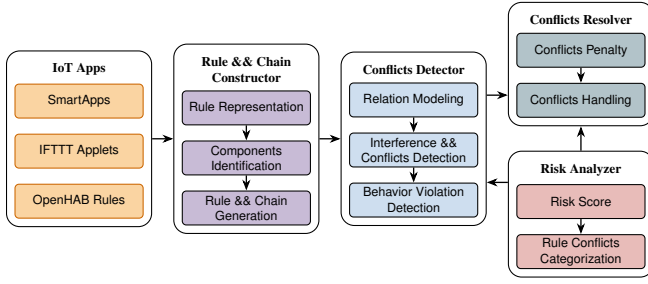 IoT Apps
SmartApps
IFTTT Applets
OpenHAB Rules
Rule && Chain
Constructor
Rule Representation
Components
Identification
Rule && Chain
Generation
Conflicts Detector
Relation Modeling
Interference &&
Conflicts Detection
Behavior Violation
Detection
Conflicts Resolver
Conflicts Penalty
Conflicts Handling
Risk Analyzer
Risk Score
Rule Conflicts
Categorization